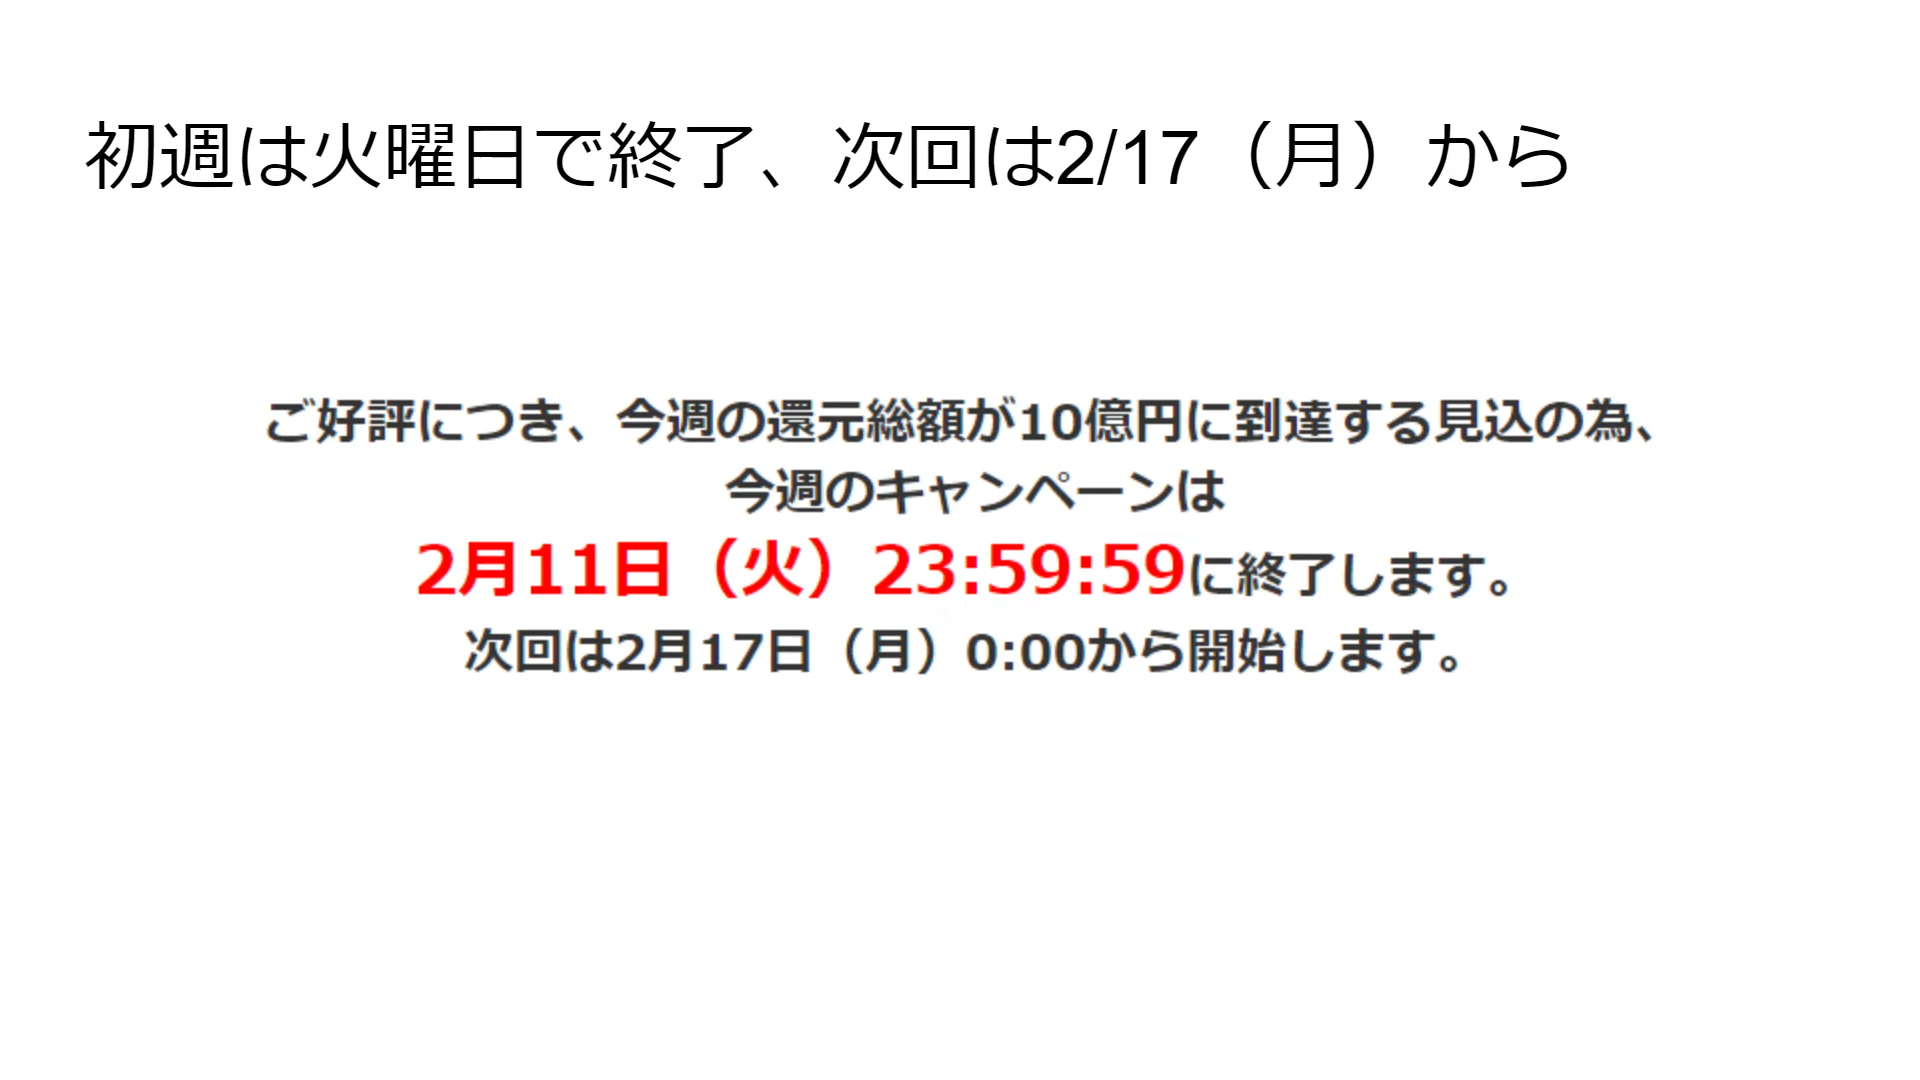 初週は火曜日で終了、次回は2/17（月）から
ご好評につき、今週の還元総額が10億円に到達する見込の為、
今週のキャンペーンは
2月11日（火）23:59:59に終了します。
次回は2月17日（月）0:00から開始します。